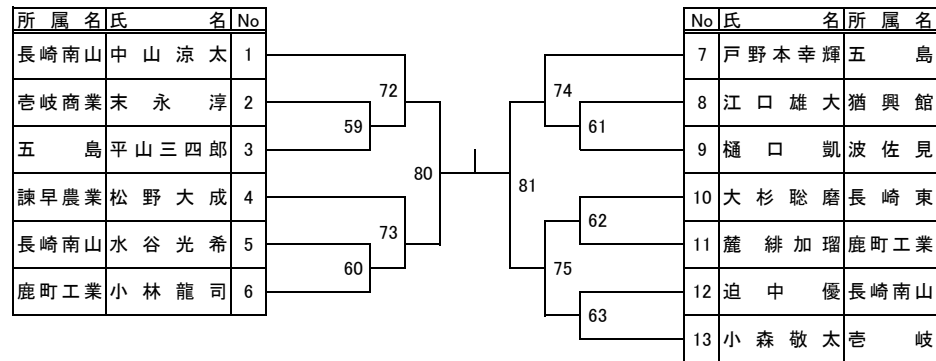 所属名 氏名 No
長崎南山 中山涼太 1
壱岐商業 末永淳 2
五島 平山三四郎 3
諫早農業 松野大成 4
長崎南山 水谷光希 5
鹿町工業 小林龍司 6
72
59
80
73
60
No 氏名 所属名
7 戸野本幸輝 五島
8 江口雄大 猶興館
9 樋口凱 波佐見
10 大杉聡磨 長崎東
11 麓緋加瑠 鹿町工業
12 迫中優 長崎南山
13 小森敬太 壱岐
74
61
81
62
75
63